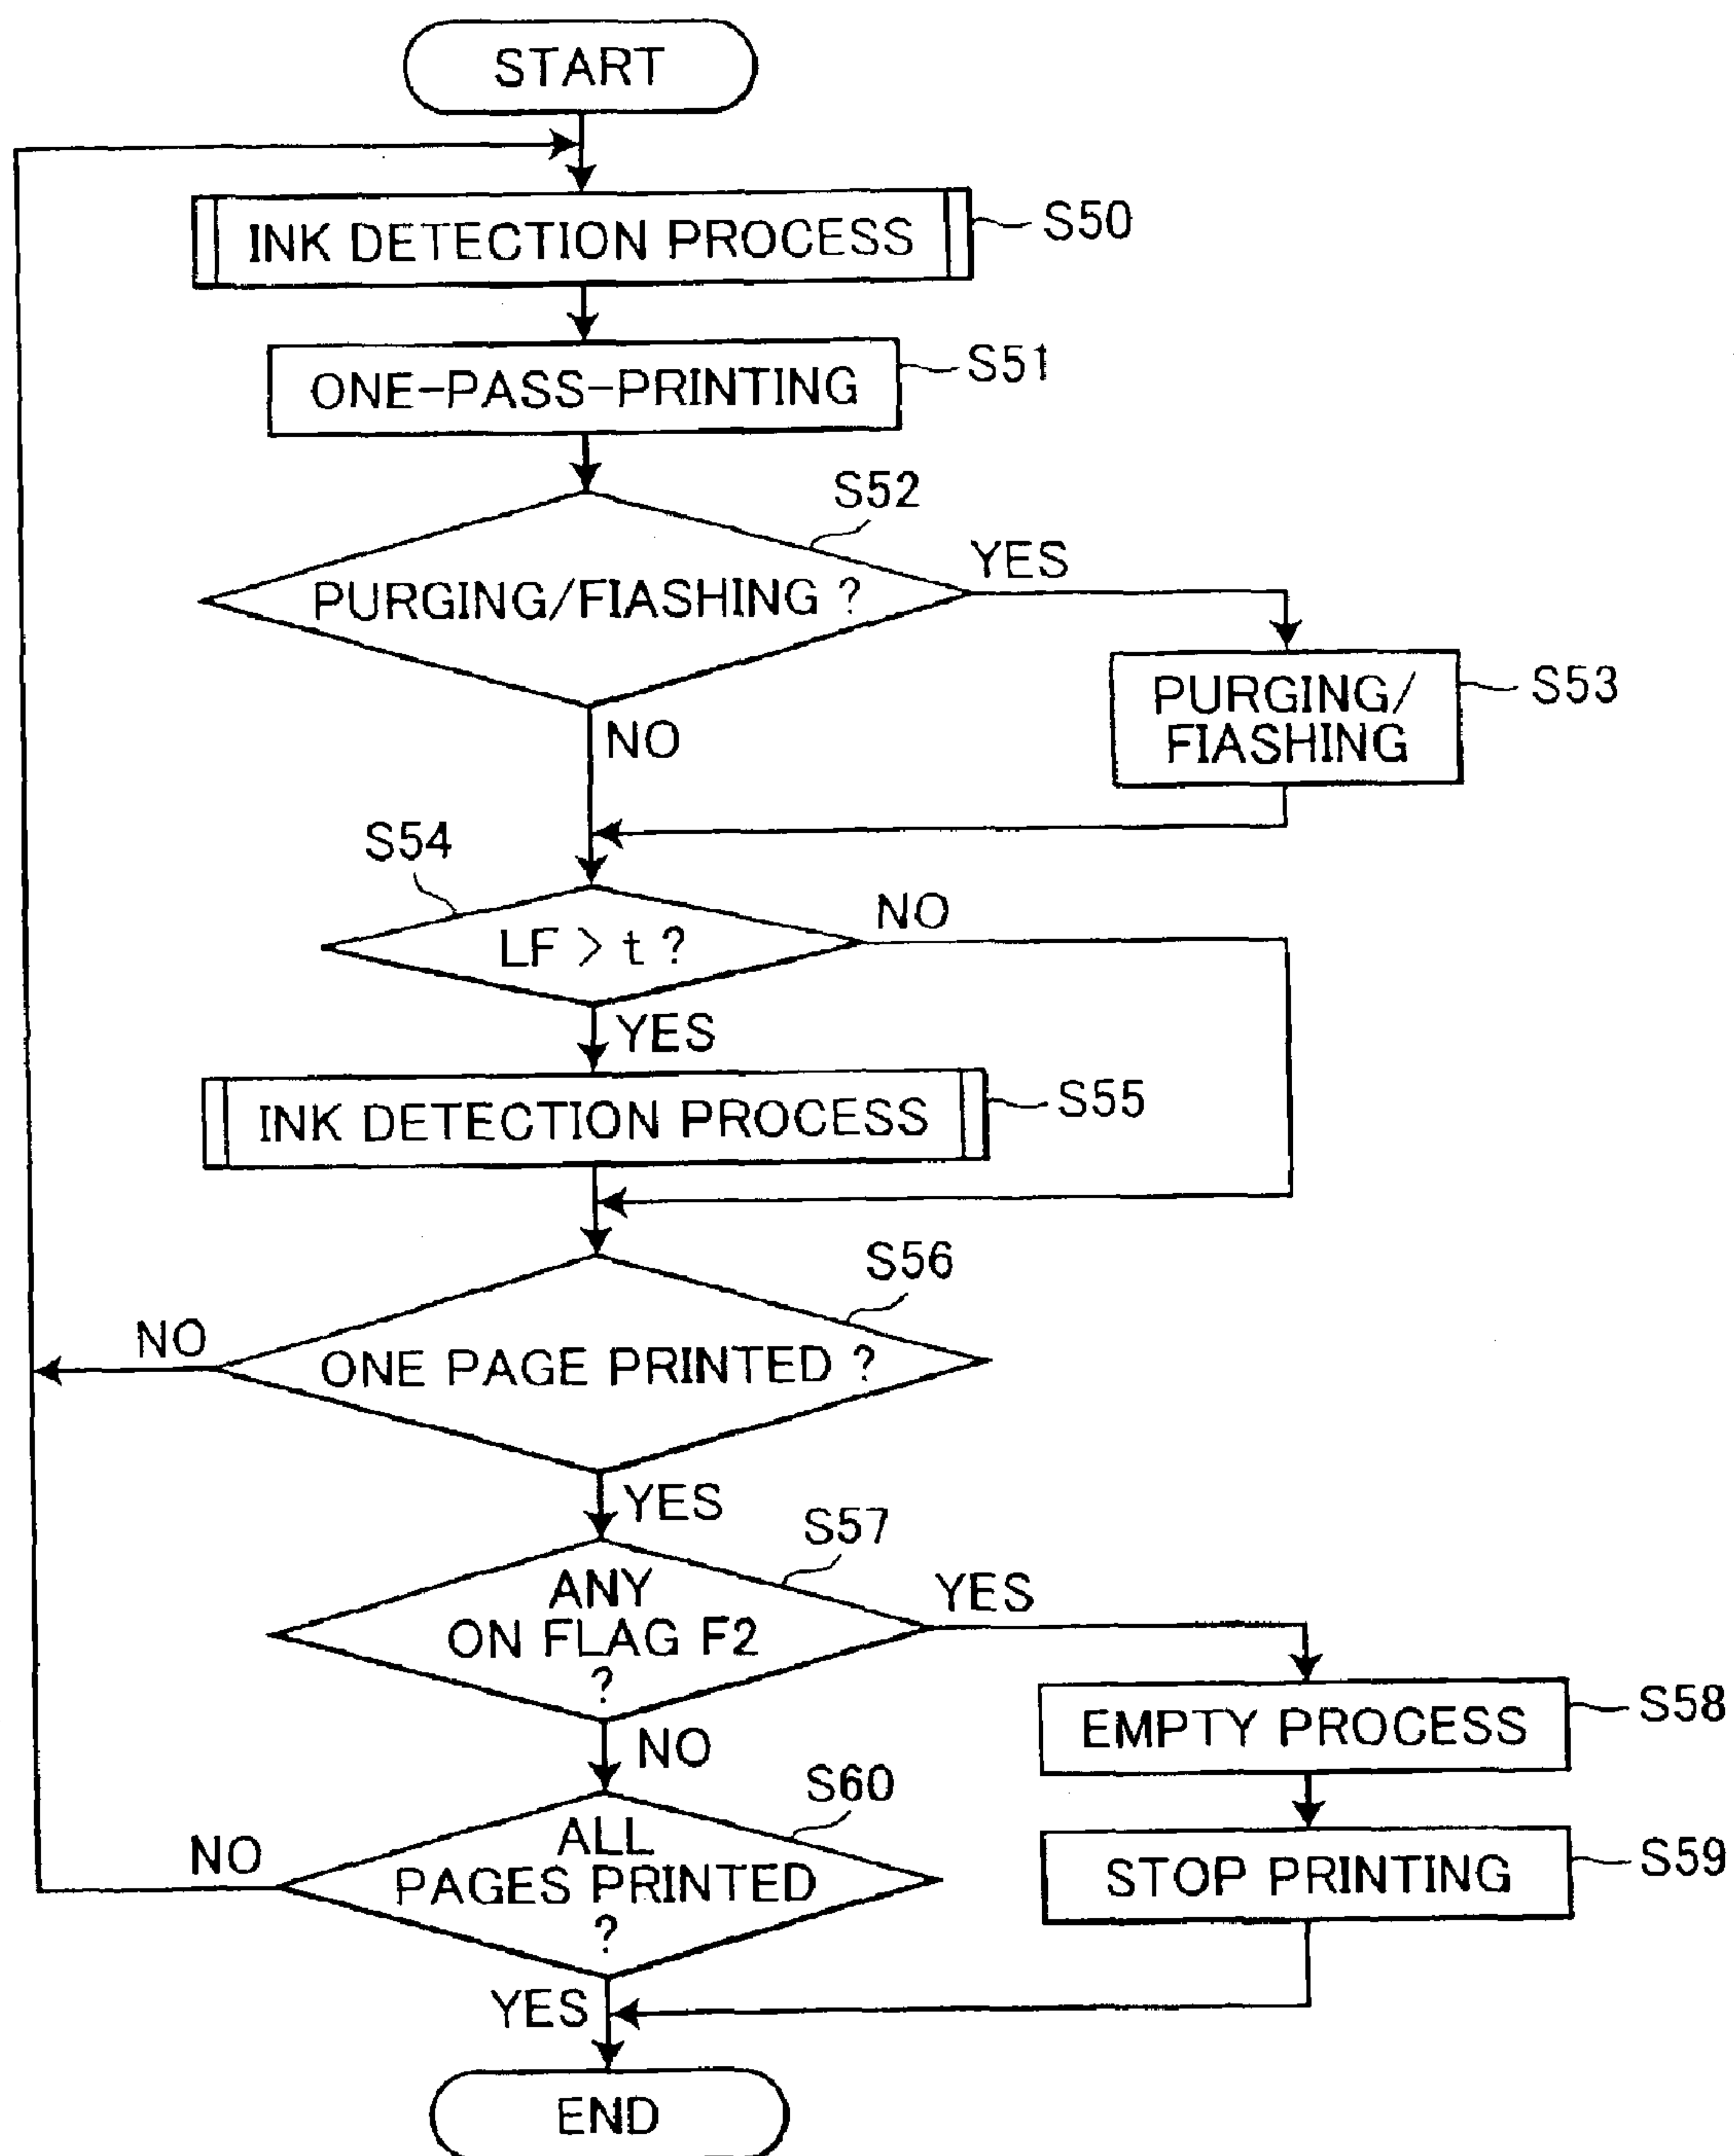 START
INK DETECTION PROCESS
S50
ONE-PASS-PRINTING
S51
S52
PURGING/FIASHING ?
YES
NO
PURGING/
FIASHING
S53
S54
LF > t ?
NO
YES
INK DETECTION PROCESS
S55
S56
ONE PAGE PRINTED ?
NO
YES
S57
ANY
ON FLAG F2
?
YES
NO
EMPTY PROCESS
S58
STOP PRINTING
S59
S60
ALL
PAGES PRINTED
?
NO
YES
END